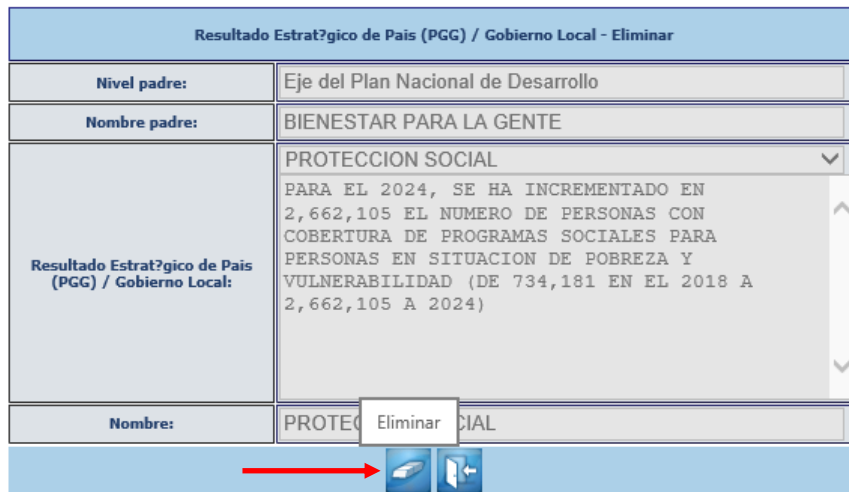 Resultado Estrat?gico de Pais (PGG) / Gobierno Local - Eliminar
Nivel padre:
Eje del Plan Nacional de Desarrollo
Nombre padre:
BIENESTAR PARA LA GENTE
Resultado Estrat?gico de Pais
(PGG) / Gobierno Local:
PROTECCION SOCIAL
PARA EL 2024, SE HA INCREMENTADO EN
2,662,105 EL NUMERO DE PERSONAS CON
COBERTURA DE PROGRAMAS SOCIALES PARA
PERSONAS EN SITUACION DE POBREZA Y
VULNERABILIDAD (DE 734,181 EN EL 2018 A
2,662,105 A 2024)
Nombre:
Eliminar